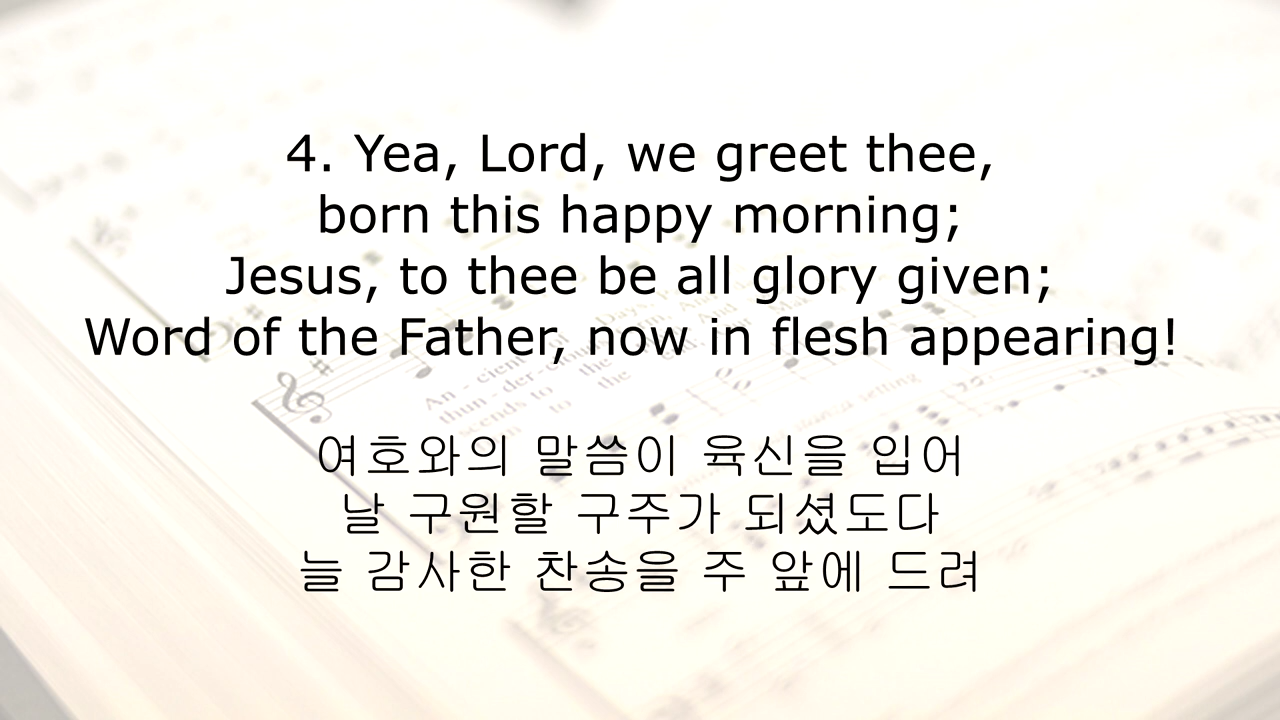 4. Yea, Lord, we greet thee,
born this happy morning;
Jesus, to thee be all glory given;
Word of the Father, now in flesh appearing!
여호와의 말씀이 육신을 입어
날 구원할 구주가 되셨도다
늘 감사한 찬송을 주 앞에 드려